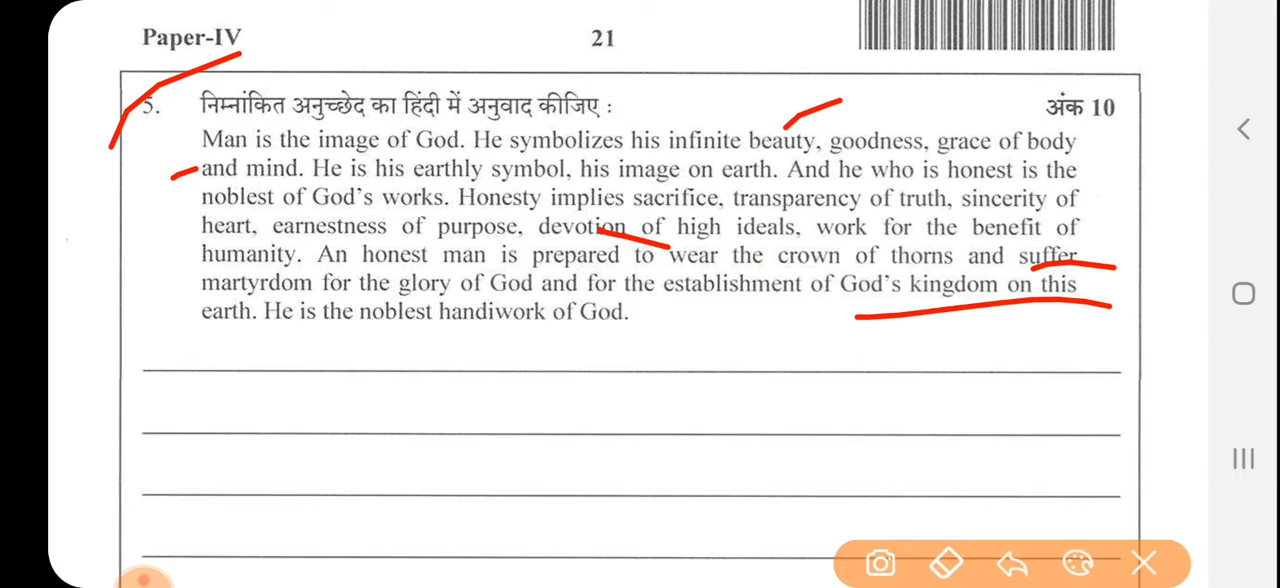 Paper-IV
21
5. निम्नांकित अनुच्छेद का हिंदी में अनुवाद कीजिए : अंक 10
Man is the image of God. He symbolizes his infinite beauty, goodness, grace of body
and mind. He is his earthly symbol, his image on earth. And he who is honest is the
noblest of God's works. Honesty implies sacrifice, transparency of truth, sincerity of
heart, earnestness of purpose, devotion of high ideals, work for the benefit of
humanity. An honest man is prepared to wear the crown of thorns and suffer
martyrdom for the glory of God and for the establishment of God's kingdom on this
earth. He is the noblest handiwork of God.